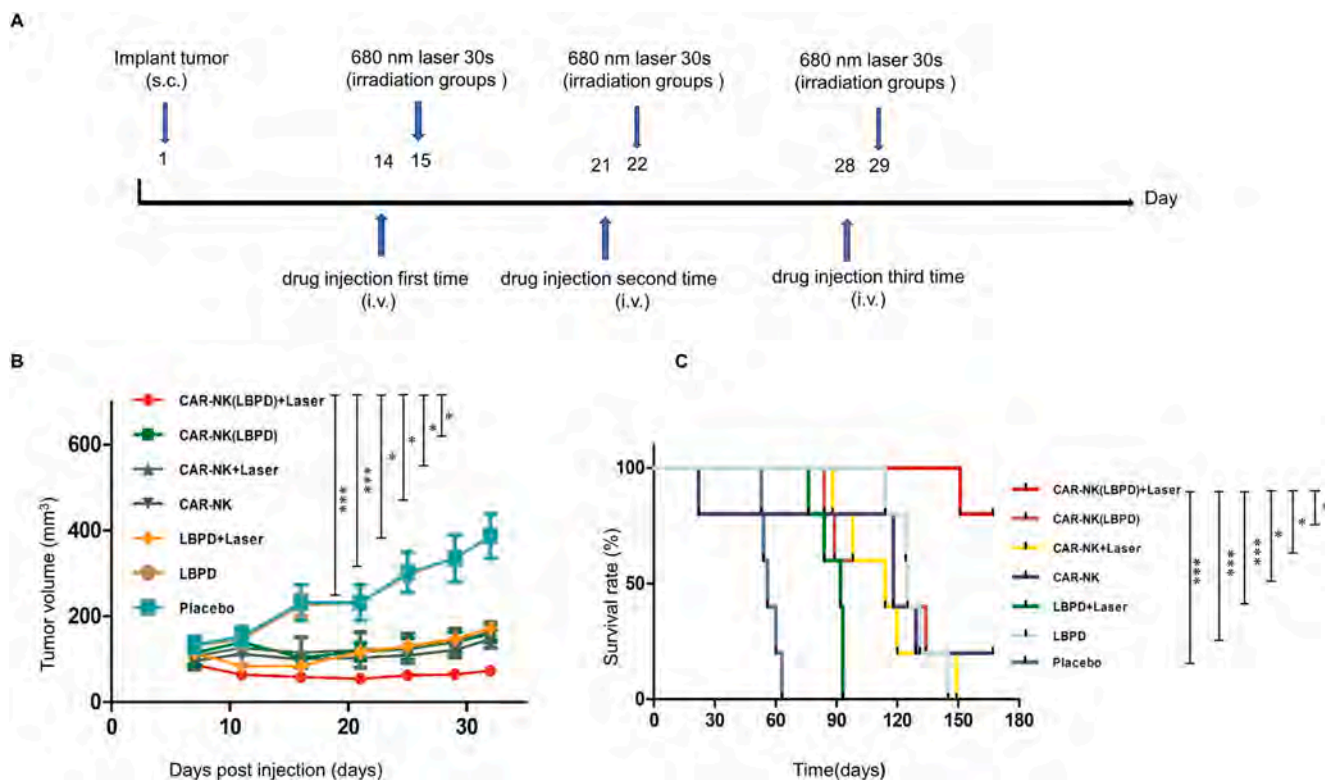 A
Implant tumor
(s.c.)
680 nm laser 30s
(irradiation groups )
680 nm laser 30s
(irradiation groups )
680 nm laser 30s
(irradiation groups )
1
14
15
21
22
28
29
Day
drug injection first time
(i.v.)
drug injection second time
(i.v.)
drug injection third time
(i.v.)
B
CAR-NK(LBPD)+Laser
CAR-NK(LBPD)
CAR-NK+Laser
CAR-NK
LBPD+Laser
LBPD
Placebo
***
***
*
*
*
*
600
400
200
0
Tumor volume (mm³)
0
10
20
30
Days post injection (days)
C
100
50
0
Survival rate (%)
0
30
60
90
120
150
180
Time(days)
CAR-NK(LBPD)+Laser
CAR-NK(LBPD)
CAR-NK+Laser
CAR-NK
LBPD+Laser
LBPD
Placebo
***
***
***
*
*
*